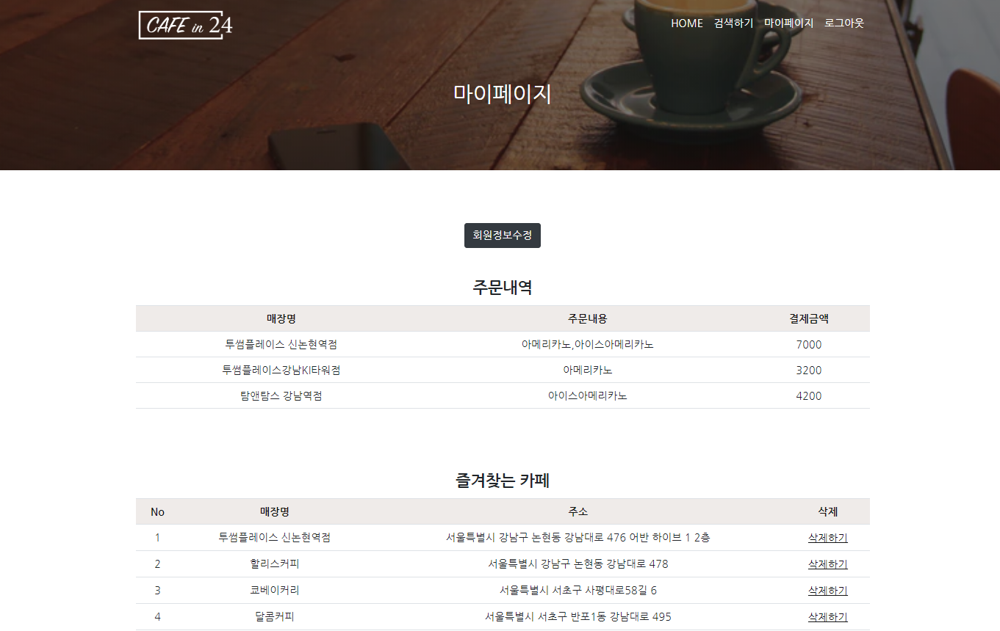 CAFE in 24
HOME 검색하기 마이페이지 로그아웃
마이페이지
회원정보수정
주문내역
매장명 주문내용 결제금액
투썸플레이스 신논현역점 아메리카노,아이스아메리카노 7000
투썸플레이스강남KI타워점 아메리카노 3200
탐앤탐스 강남역점 아이스아메리카노 4200
즐겨찾는 카페
No 매장명 주소 삭제
1 투썸플레이스 신논현역점 서울특별시 강남구 논현동 강남대로 476 어반 하이브 1 2층 삭제하기
2 할리스커피 서울특별시 강남구 논현동 강남대로 478 삭제하기
3 쿄베이커리 서울특별시 서초구 사평대로58길 6 삭제하기
4 달콤커피 서울특별시 서초구 반포1동 강남대로 495 삭제하기